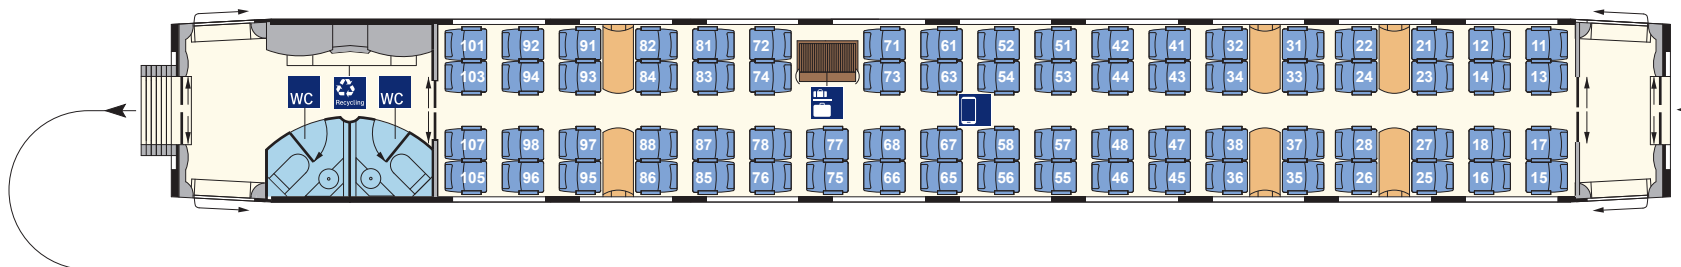 101 92 91 82 81 72 71 61 52 51 42 41 32 31 22 21 12 11
103 94 93 84 83 74 73 63 54 53 44 43 34 33 24 23 14 13
WC Recycling WC
107 98 97 88 87 78 77 68 67 58 57 48 47 38 37 28 27 18 17
105 96 95 86 85 76 75 66 65 56 55 46 45 36 35 26 25 16 15